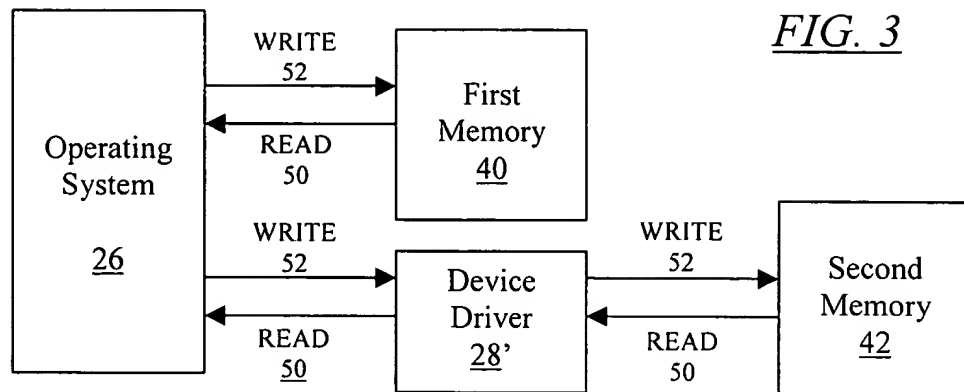 FIG. 3
WRITE
52
First
Memory
40
READ
50
Operating
System
26
WRITE
52
Device
Driver
28’
READ
50
WRITE
52
READ
50
Second
Memory
42